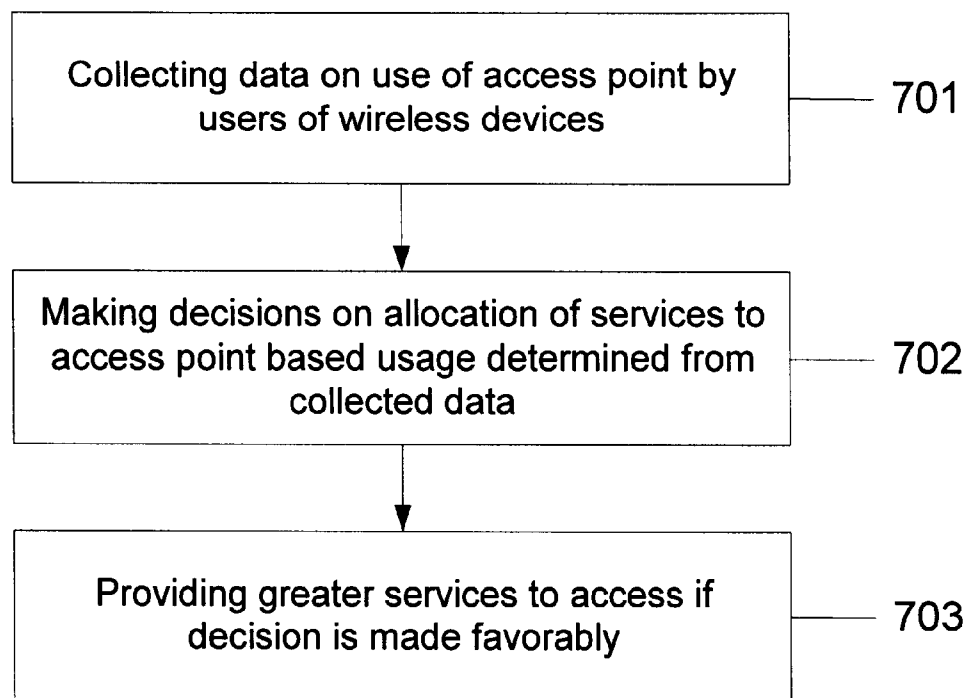 Collecting data on use of access point by
users of wireless devices
701
Making decisions on allocation of services to
access point based usage determined from
collected data
702
Providing greater services to access if
decision is made favorably
703